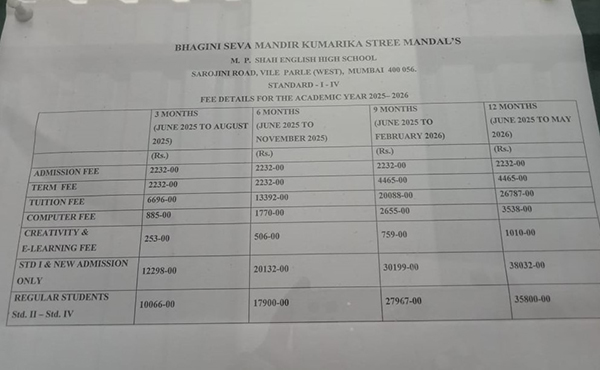 BHAGINI SEVA MANDIR KUMARIKA STREE MANDAL'S
M. P. SHAH ENGLISH HIGH SCHOOL
SAROJINI ROAD, VILE PARLE (WEST), MUMBAI 400 056.
STANDARD - I - IV
FEE DETAILS FOR THE ACADEMIC YEAR 2025– 2026
3 MONTHS (JUNE 2025 TO AUGUST 2025) 6 MONTHS (JUNE 2025 TO NOVEMBER 2025) 9 MONTHS (JUNE 2025 TO FEBRUARY 2026) 12 MONTHS (JUNE 2025 TO MAY 2026)
(Rs.) (Rs.) (Rs.) (Rs.)
ADMISSION FEE 2232-00 2232-00 2232-00 2232-00
TERM FEE 2232-00 2232-00 4465-00 4465-00
TUITION FEE 6696-00 13392-00 20088-00 26787-00
COMPUTER FEE 885-00 1770-00 2655-00 3538-00
CREATIVITY & E-LEARNING FEE 253-00 506-00 759-00 1010-00
STD I & NEW ADMISSION ONLY 12298-00 20132-00 30199-00 38032-00
REGULAR STUDENTS Std. II – Std. IV 10066-00 17900-00 27967-00 35800-00